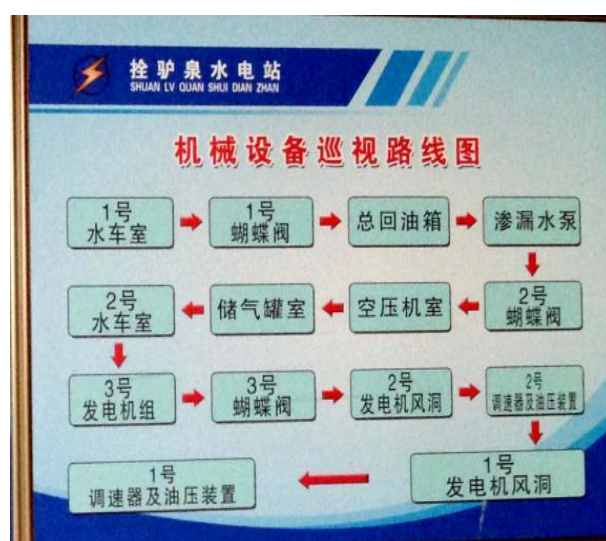 拴驴泉水电站
SHUAN LV QUAN SHUI DIAN ZHAN
机械设备巡视路线图
1号
水车室
1号
蝴蝶阀
总回油箱
渗漏水泵
2号
蝴蝶阀
空压机室
储气罐室
2号
水车室
3号
发电机组
3号
蝴蝶阀
2号
发电机风洞
2号
调速器及油压装置
1号
发电机风洞
1号
调速器及油压装置